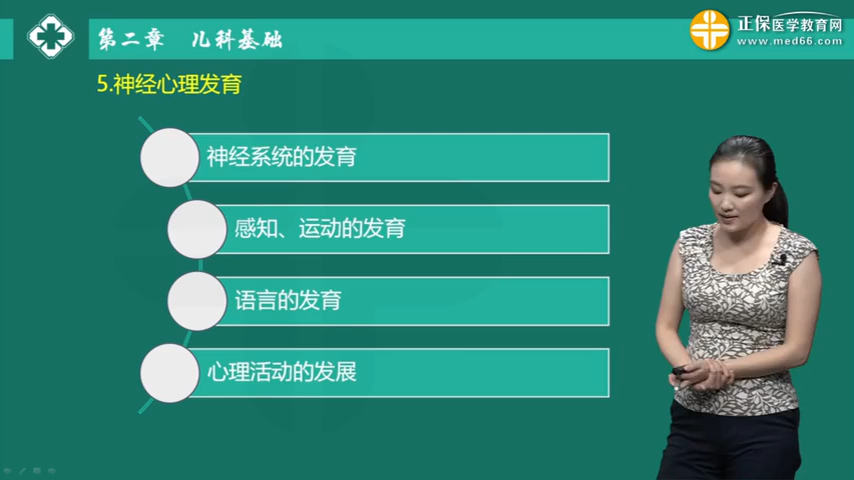 第二章 儿科基础
正保医学教育网
www.med66.com
5.神经心理发育
神经系统的发育
感知、运动的发育
语言的发育
心理活动的发展